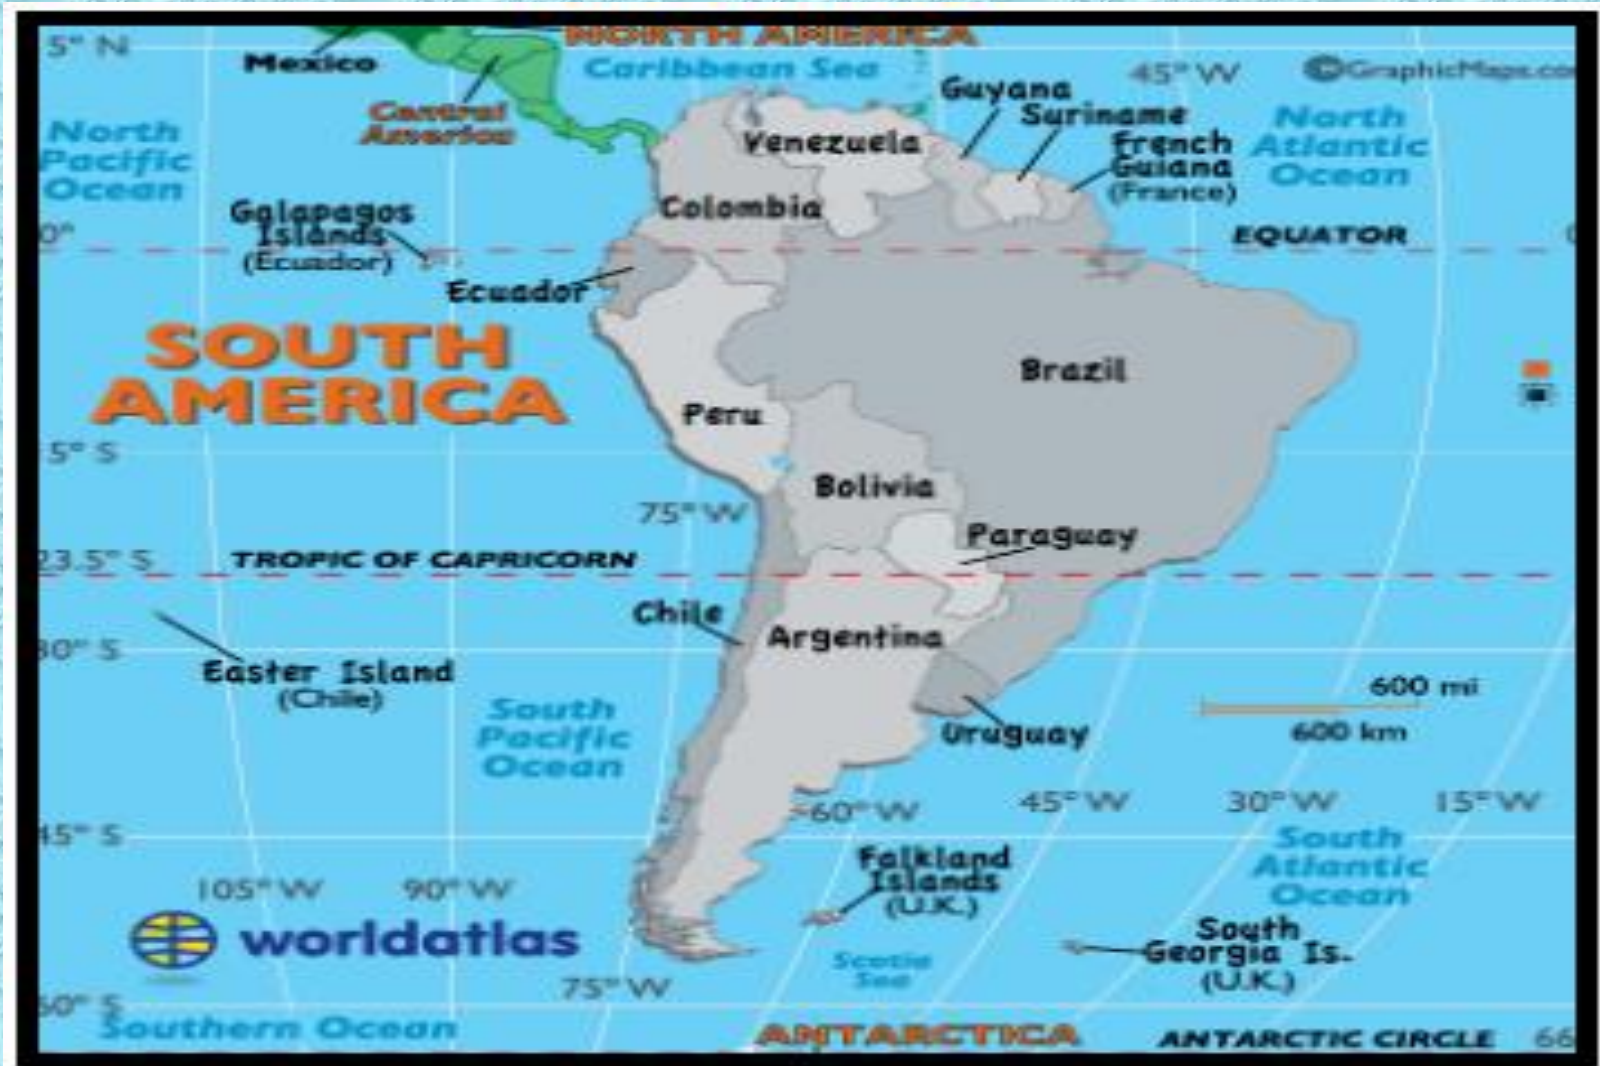 NORTH AMERICA
5° N
Mexico
Caribbean Sea
45° W
©GraphicMaps.co
Central
America
Guyana
Suriname
French
Guiana
(France)
North
Pacific
Ocean
North
Atlantic
Ocean
Venezuela
Colombia
Galapagos
Islands
(Ecuador)
0°
EQUATOR
Ecuador
SOUTH
AMERICA
Brazil
Peru
5° S
Bolivia
75° W
Paraguay
23.5° S
TROPIC OF CAPRICORN
Chile
Argentina
30° S
Easter Island
(Chile)
600 mi
600 km
South
Pacific
Ocean
Uruguay
60° W
45° W
30° W
15° W
45° S
South
Atlantic
Ocean
Falkland
Islands
(U.K.)
105° W
90° W
worldatlas
South
Georgia Is.
(U.K.)
Scotia
Sea
75° W
60° S
Southern Ocean
ANTARCTICA
ANTARCTIC CIRCLE
66